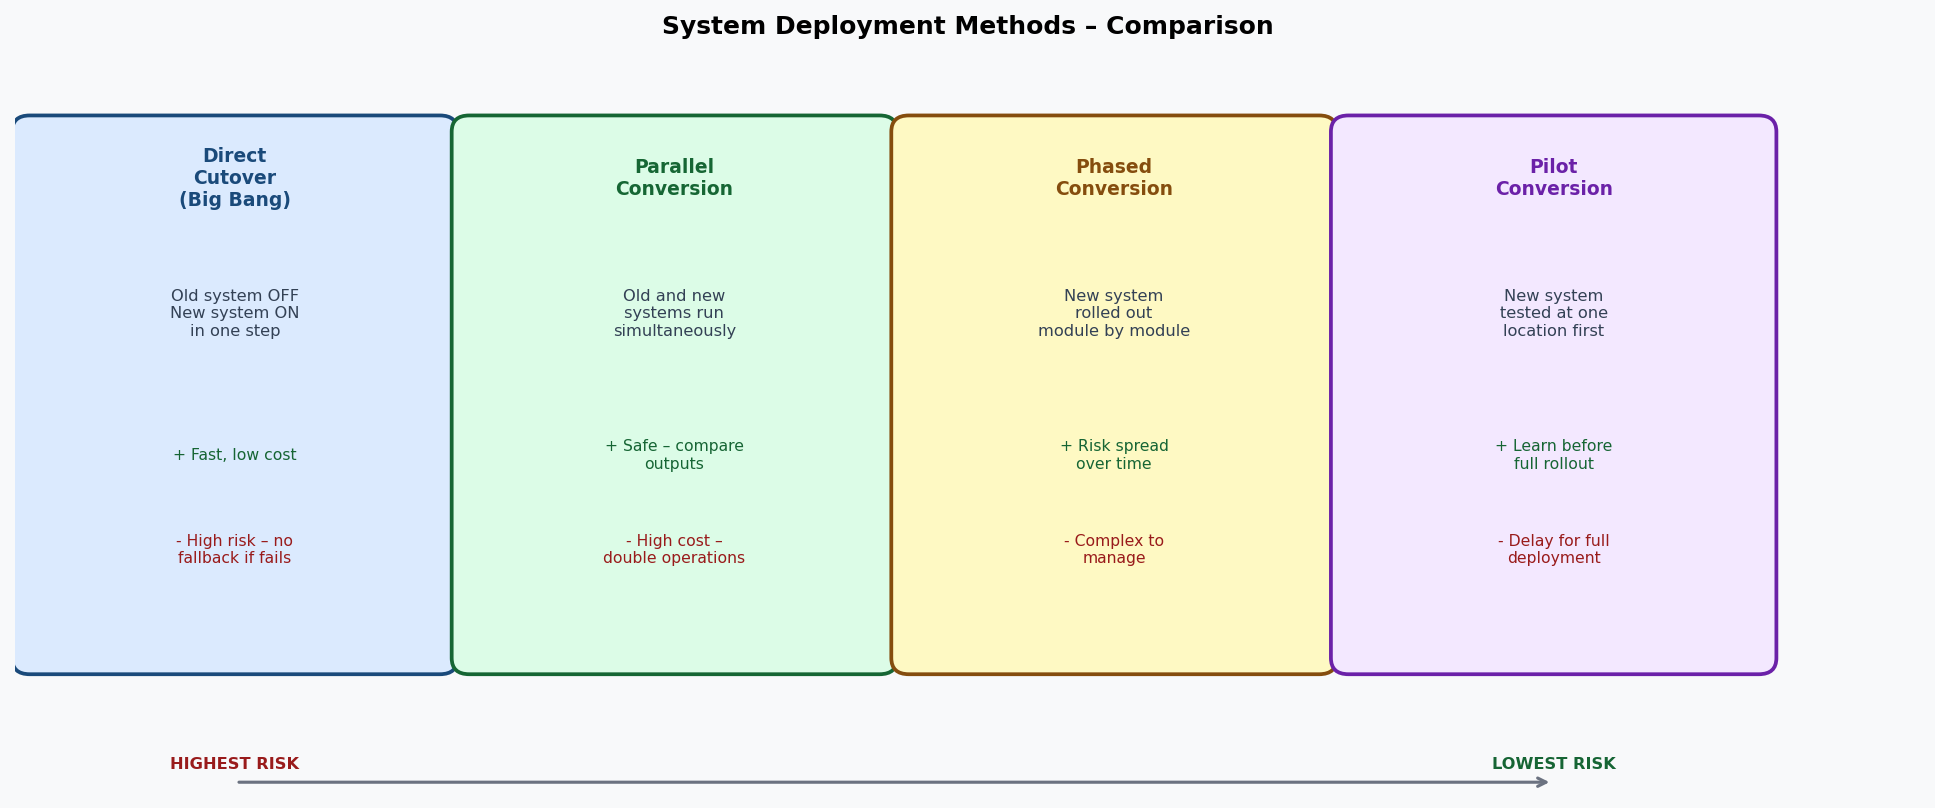 System Deployment Methods – Comparison
Direct
Cutover
(Big Bang)
Old system OFF
New system ON
in one step
+ Fast, low cost
- High risk – no
fallback if fails
Parallel
Conversion
Old and new
systems run
simultaneously
+ Safe – compare
outputs
- High cost –
double operations
Phased
Conversion
New system
rolled out
module by module
+ Risk spread
over time
- Complex to
manage
Pilot
Conversion
New system
tested at one
location first
+ Learn before
full rollout
- Delay for full
deployment
HIGHEST RISK
LOWEST RISK